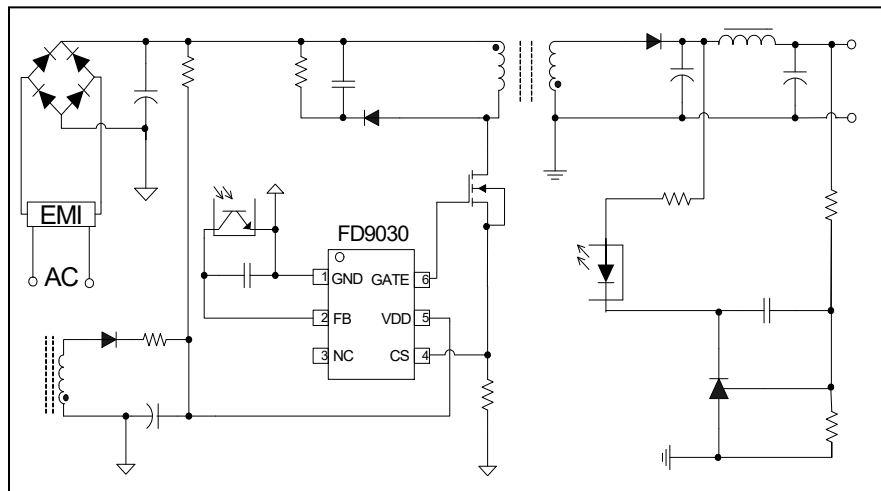 EMI
AC
FD9030
1 GND GATE 6
2 FB VDD 5
3 NC CS 4